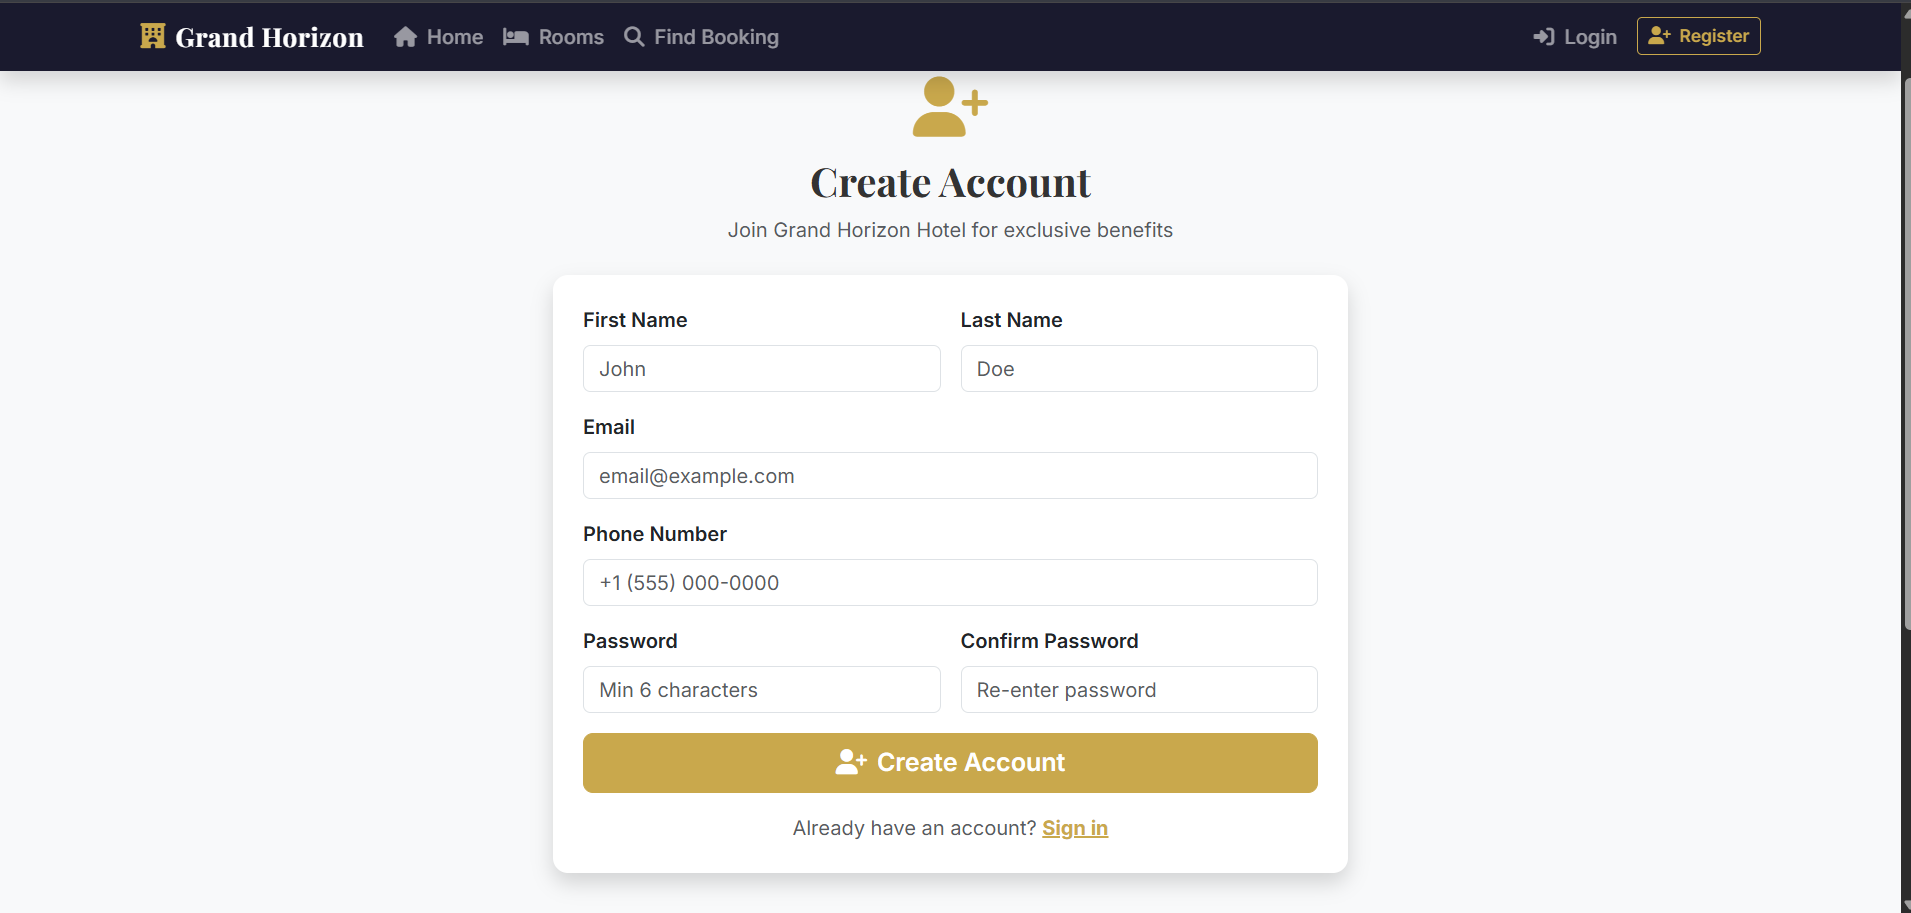 Grand Horizon Home Rooms Find Booking Login Register
Create Account
Join Grand Horizon Hotel for exclusive benefits
First Name Last Name
John Doe
Email
email@example.com
Phone Number
+1 (555) 000-0000
Password Confirm Password
Min 6 characters Re-enter password
Create Account
Already have an account? Sign in